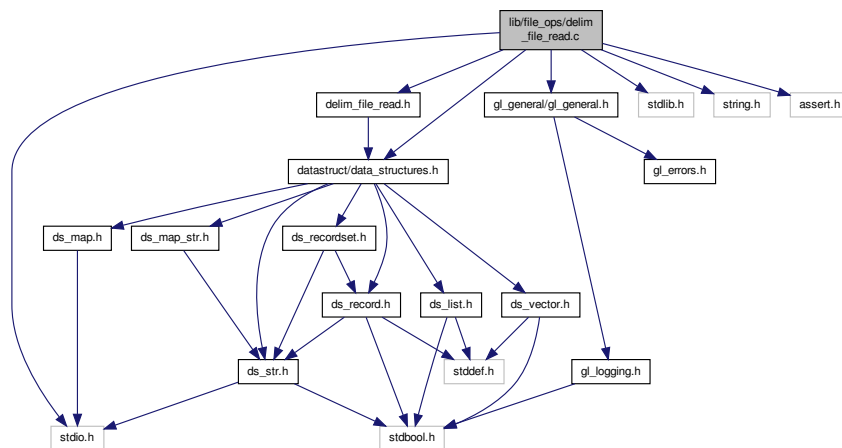 lib/file_ops/delim
_file_read.c
delim_file_read.h
gl_general/gl_general.h
stdlib.h
string.h
assert.h
datastruct/data_structures.h
gl_errors.h
ds_map.h
ds_map_str.h
ds_recordset.h
ds_record.h
ds_list.h
ds_vector.h
ds_str.h
stddef.h
gl_logging.h
stdio.h
stdbool.h